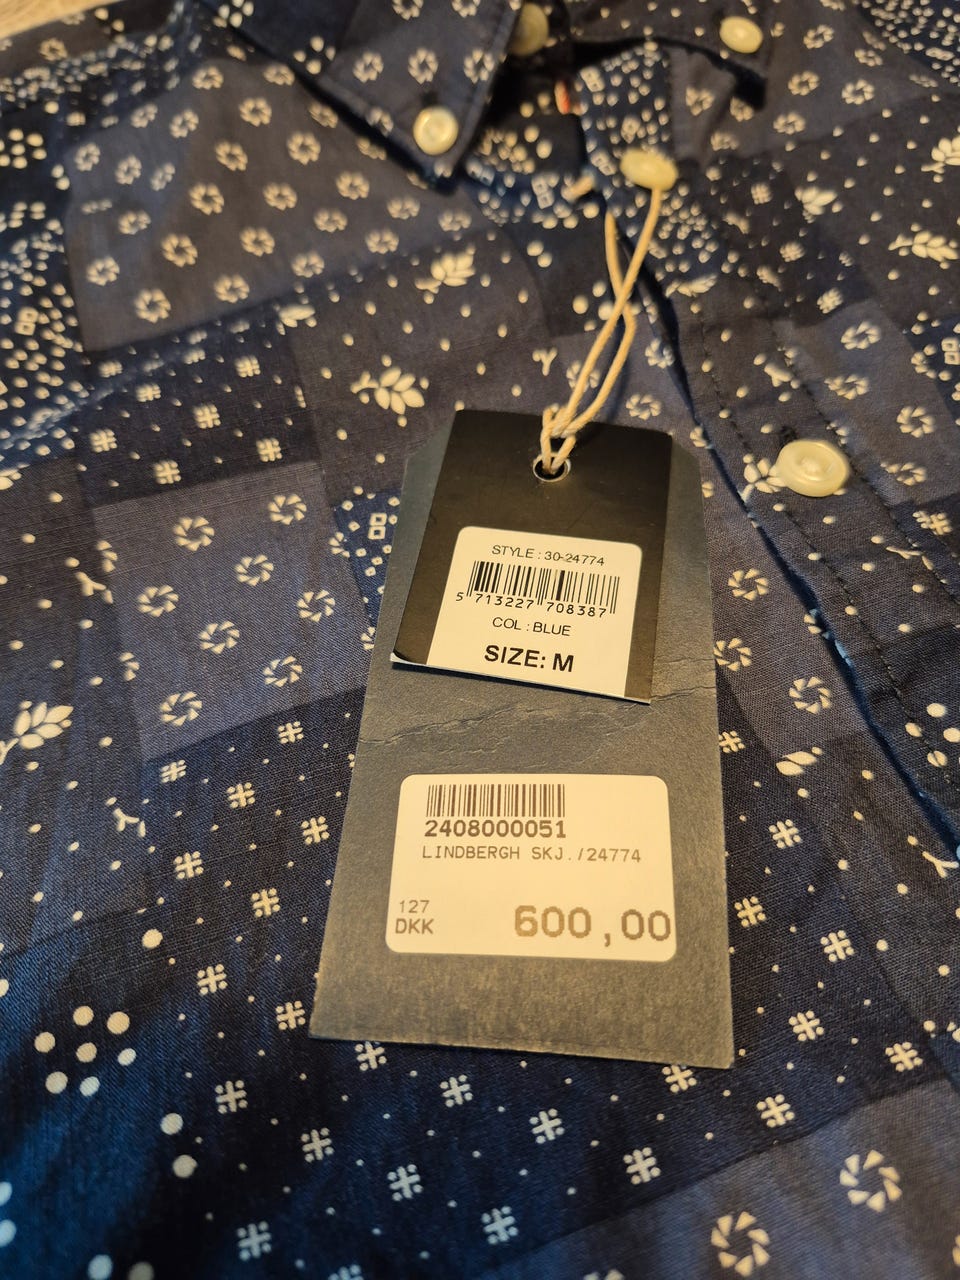 STYLE : 30-24774
5 713227 708387
COL : BLUE
SIZE: M
2408000051
LINDBERGH SKJ./24774
127
DKK 600,00